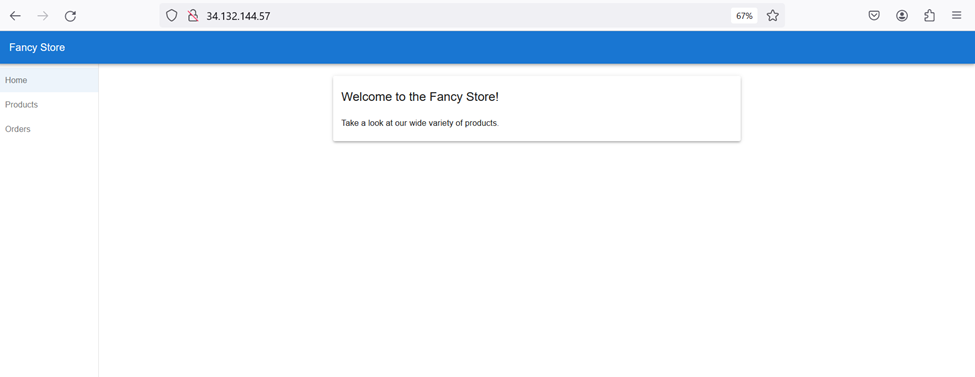 34.132.144.57
67%
Fancy Store
Home
Products
Orders
Welcome to the Fancy Store!
Take a look at our wide variety of products.